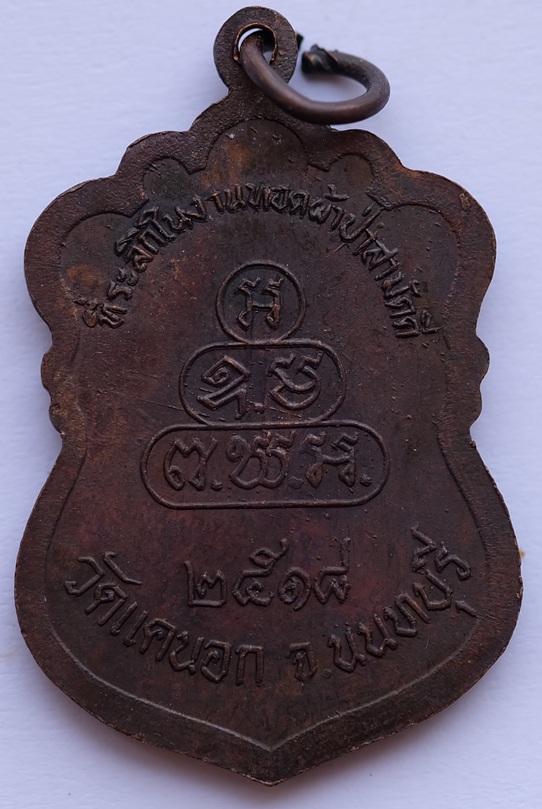 ที่ระลึกในงานทอดผ้าป่าสามัคคี
๒๕๑๘
วัดแคนอก จ.นนทบุรี